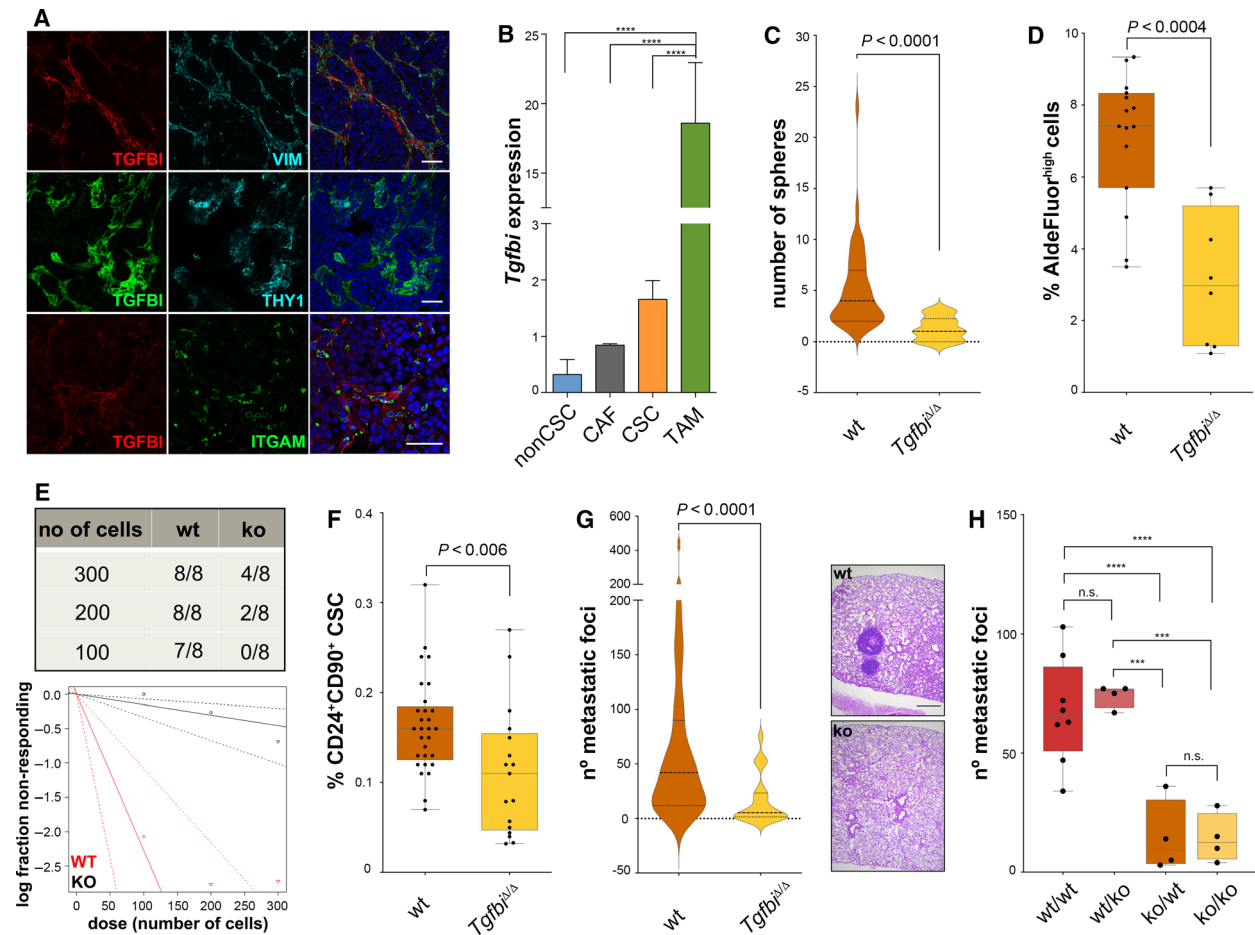 A
TGFBI
VIM
TGFBI
THY1
TGFBI
ITGAM
B
Tgfbi expression
25
20
15
3
2
1
0
****
****
****
nonCSC
CAF
CSC
TAM
C
number of spheres
30
25
20
15
10
5
0
-5
P < 0.0001
wt
TgfbiΔ/Δ
D
% AldeFluorhigh cells
10
8
6
4
2
0
P < 0.0004
wt
TgfbiΔ/Δ
E
no of cells wt ko
300 8/8 4/8
200 8/8 2/8
100 7/8 0/8
log fraction non-responding
0.0
−0.5
−1.0
−1.5
−2.0
−2.5
WT
KO
0 50 100 150 200 250 300
dose (number of cells)
F
% CD24+CD90+ CSC
0.4
0.3
0.2
0.1
0
P < 0.006
wt
TgfbiΔ/Δ
G
nº metastatic foci
600
400
200
200
150
100
50
0
-50
P < 0.0001
wt
TgfbiΔ/Δ
wt
ko
H
nº metastatic foci
150
100
50
0
****
****
n.s.
***
***
n.s.
wt/wt
wt/ko
ko/wt
ko/ko